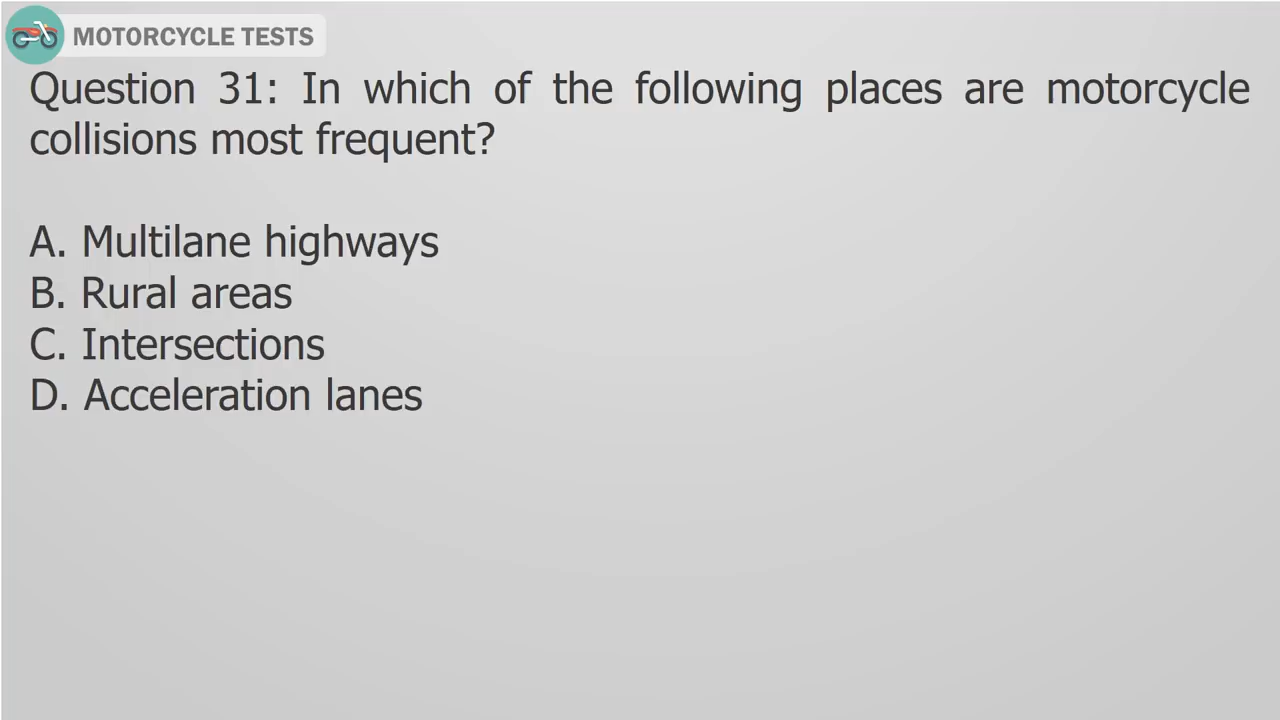 MOTORCYCLE TESTS
Question 31: In which of the following places are motorcycle
collisions most frequent?
A. Multilane highways
B. Rural areas
C. Intersections
D. Acceleration lanes